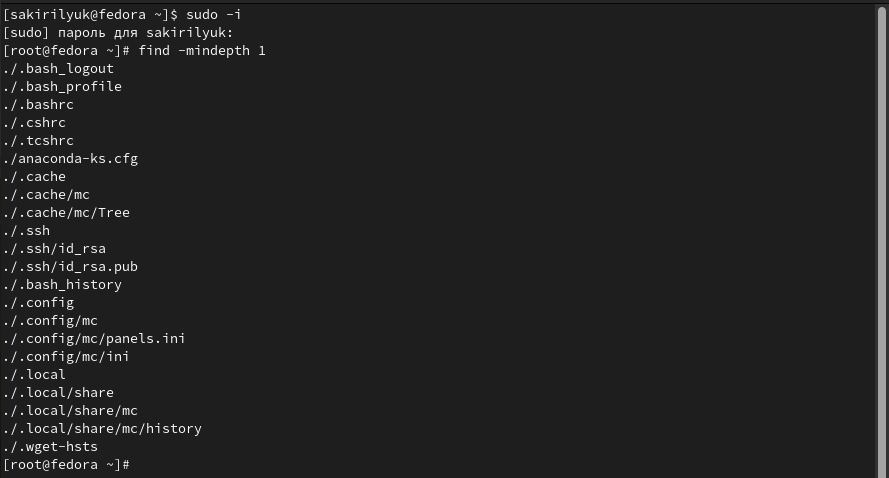 [sakirilyuk@fedora ~]$ sudo -i
[sudo] пароль для sakirilyuk:
[root@fedora ~]# find -mindepth 1
./.bash_logout
./.bash_profile
./.bashrc
./.cshrc
./.tcshrc
./anaconda-ks.cfg
./.cache
./.cache/mc
./.cache/mc/Tree
./.ssh
./.ssh/id_rsa
./.ssh/id_rsa.pub
./.bash_history
./.config
./.config/mc
./.config/mc/panels.ini
./.config/mc/ini
./.local
./.local/share
./.local/share/mc
./.local/share/mc/history
./.wget-hsts
[root@fedora ~]#